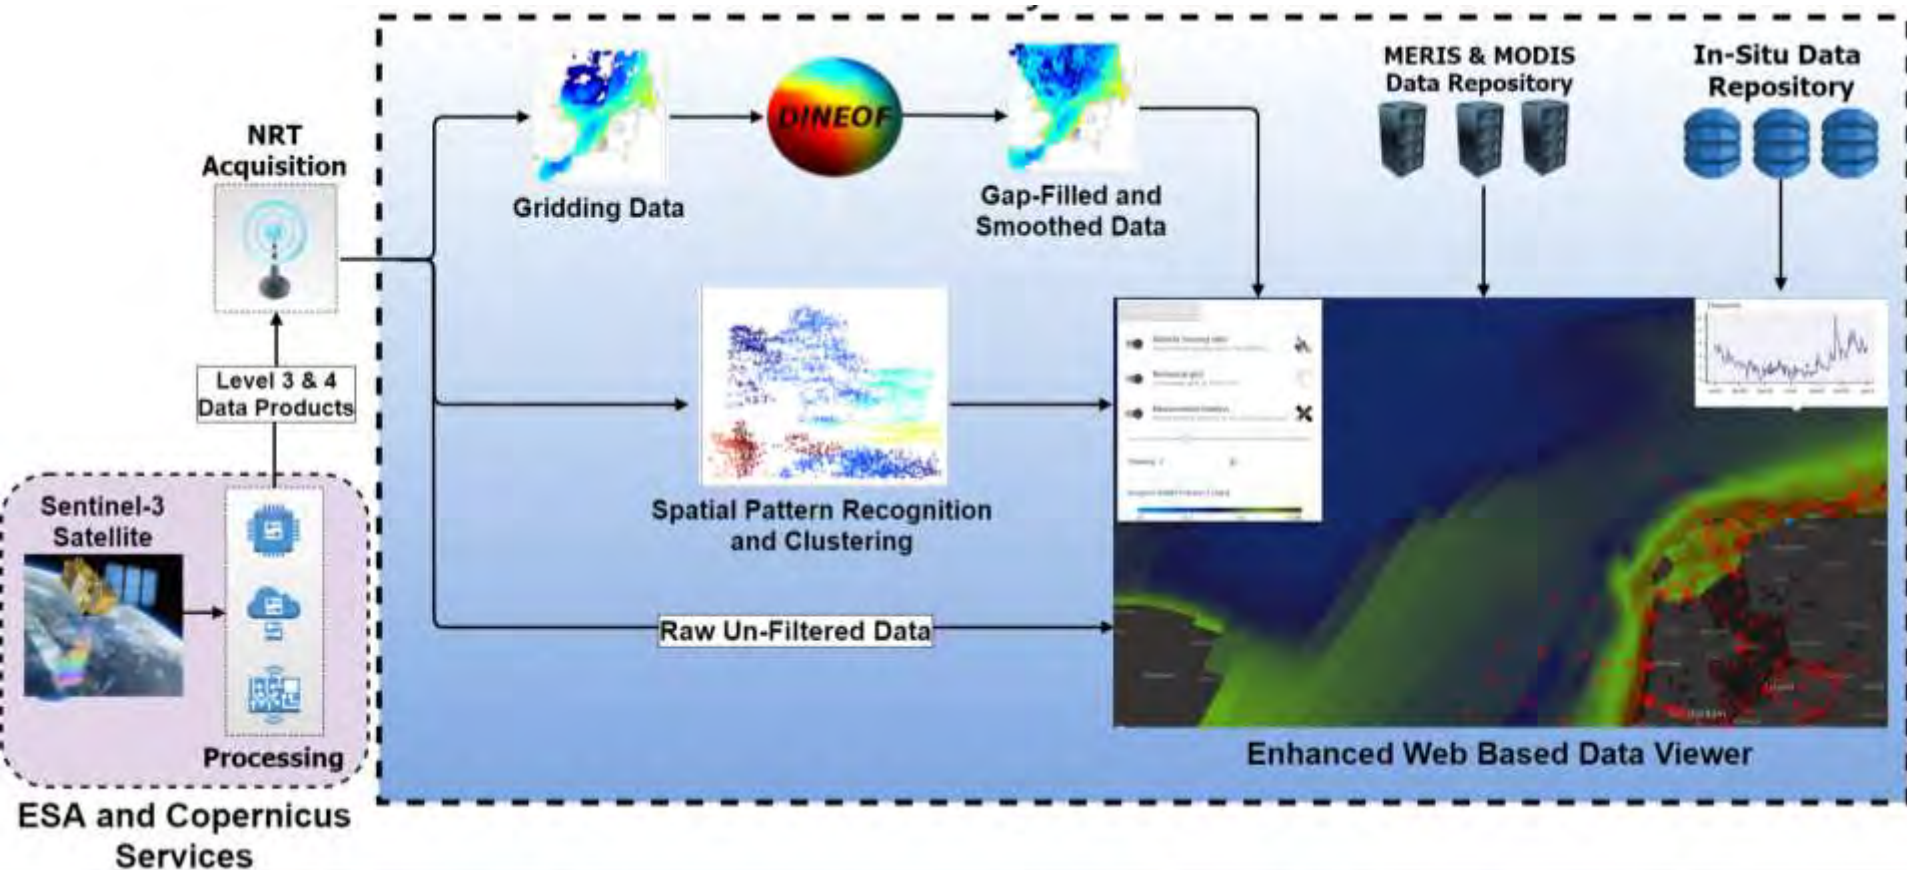 MERIS & MODIS
Data Repository
In-Situ Data
Repository
NRT
Acquisition
DINEOF
Gridding Data
Gap-Filled and
Smoothed Data
Level 3 & 4
Data Products
Spatial Pattern Recognition
and Clustering
Sentinel-3
Satellite
Raw Un-Filtered Data
Processing
Enhanced Web Based Data Viewer
ESA and Copernicus
Services